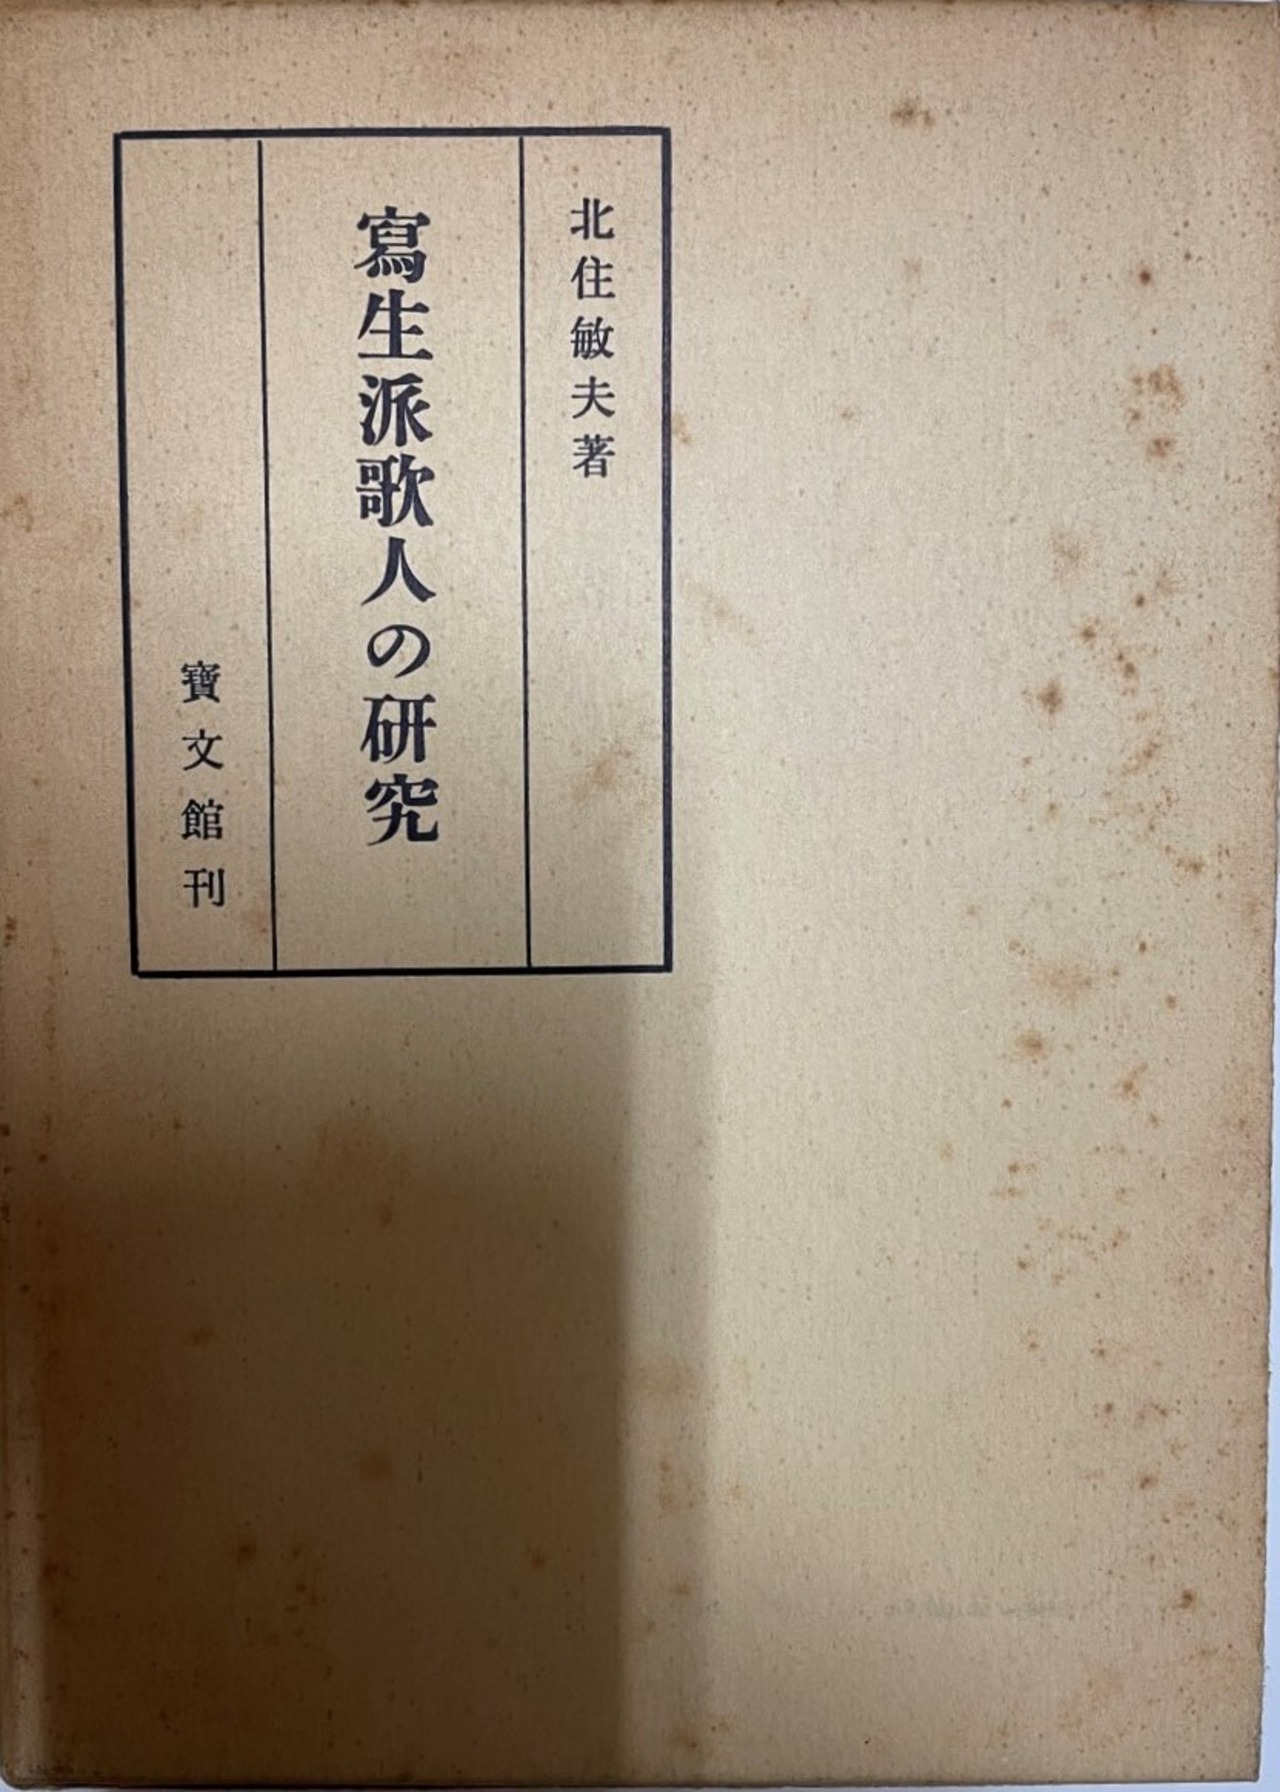 北住敏夫著
寫生派歌人の研究
寶文館刊